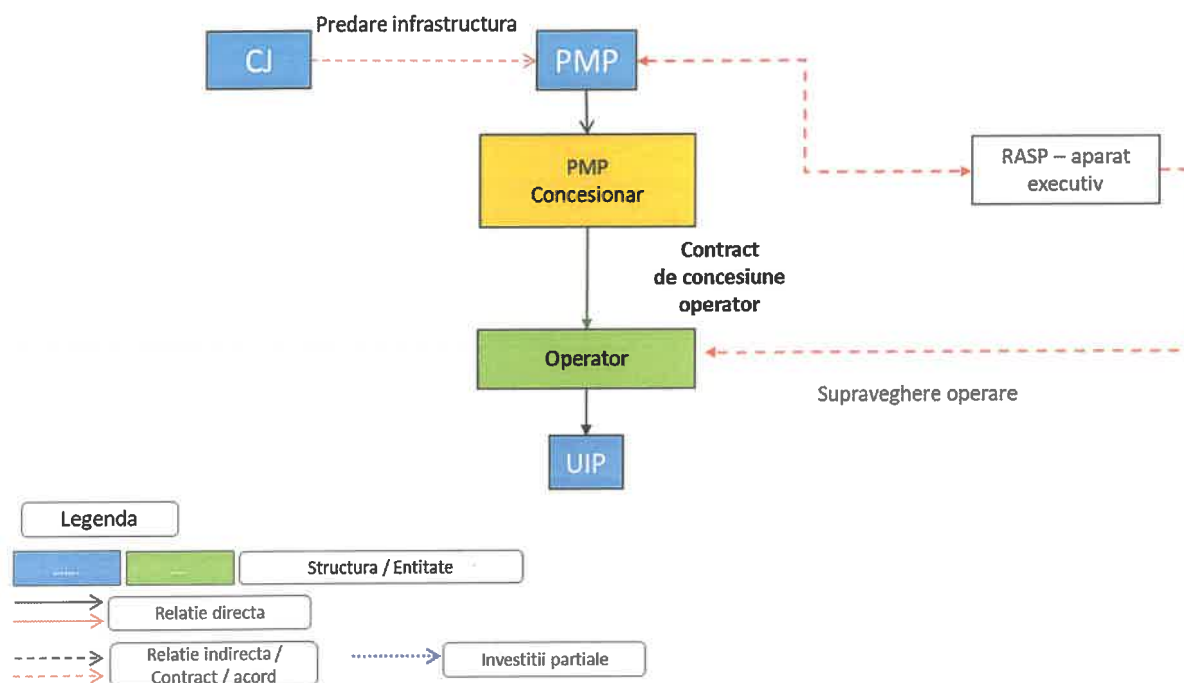 Predare infrastructura
CJ
PMP
PMP
Concesionar
RASP – aparat
executiv
Contract
de concesiune
operator
Operator
Supraveghere operare
UIP
Legenda
Structura / Entitate
Relatie directa
Relatie indirecta /
Contract / acord
Investitii partiale